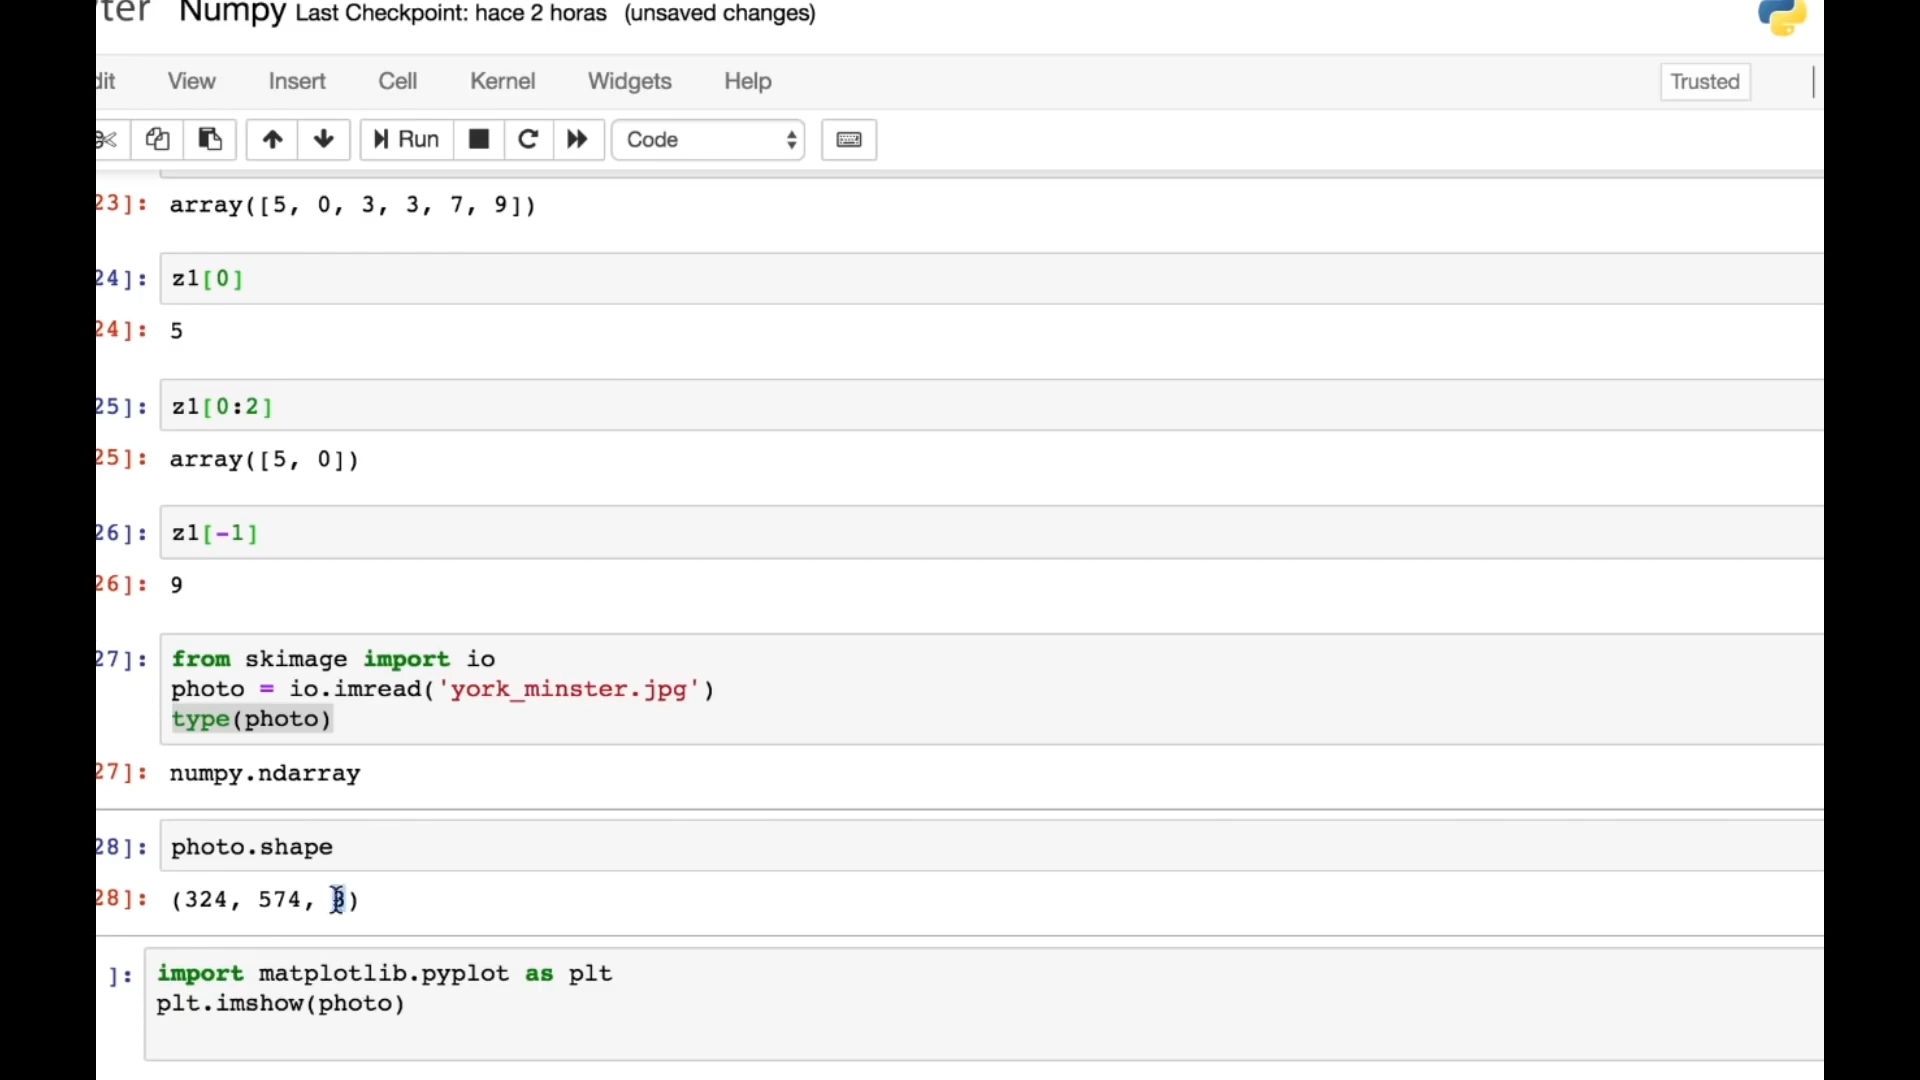 ter Numpy Last Checkpoint: hace 2 horas (unsaved changes)
dit View Insert Cell Kernel Widgets Help Trusted
Run Code
23]: array([5, 0, 3, 3, 7, 9])
24]: z1[0]
24]: 5
25]: z1[0:2]
25]: array([5, 0])
26]: z1[-1]
26]: 9
27]: from skimage import io
photo = io.imread('york_minster.jpg')
type(photo)
27]: numpy.ndarray
28]: photo.shape
28]: (324, 574, 3)
]: import matplotlib.pyplot as plt
plt.imshow(photo)